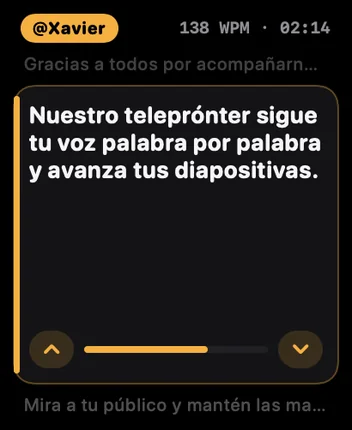 @Xavier
138 WPM · 02:14
Gracias a todos por acompañarn...
Nuestro teleprónter sigue
tu voz palabra por palabra
y avanza tus diapositivas.
Mira a tu público y mantén las ma...